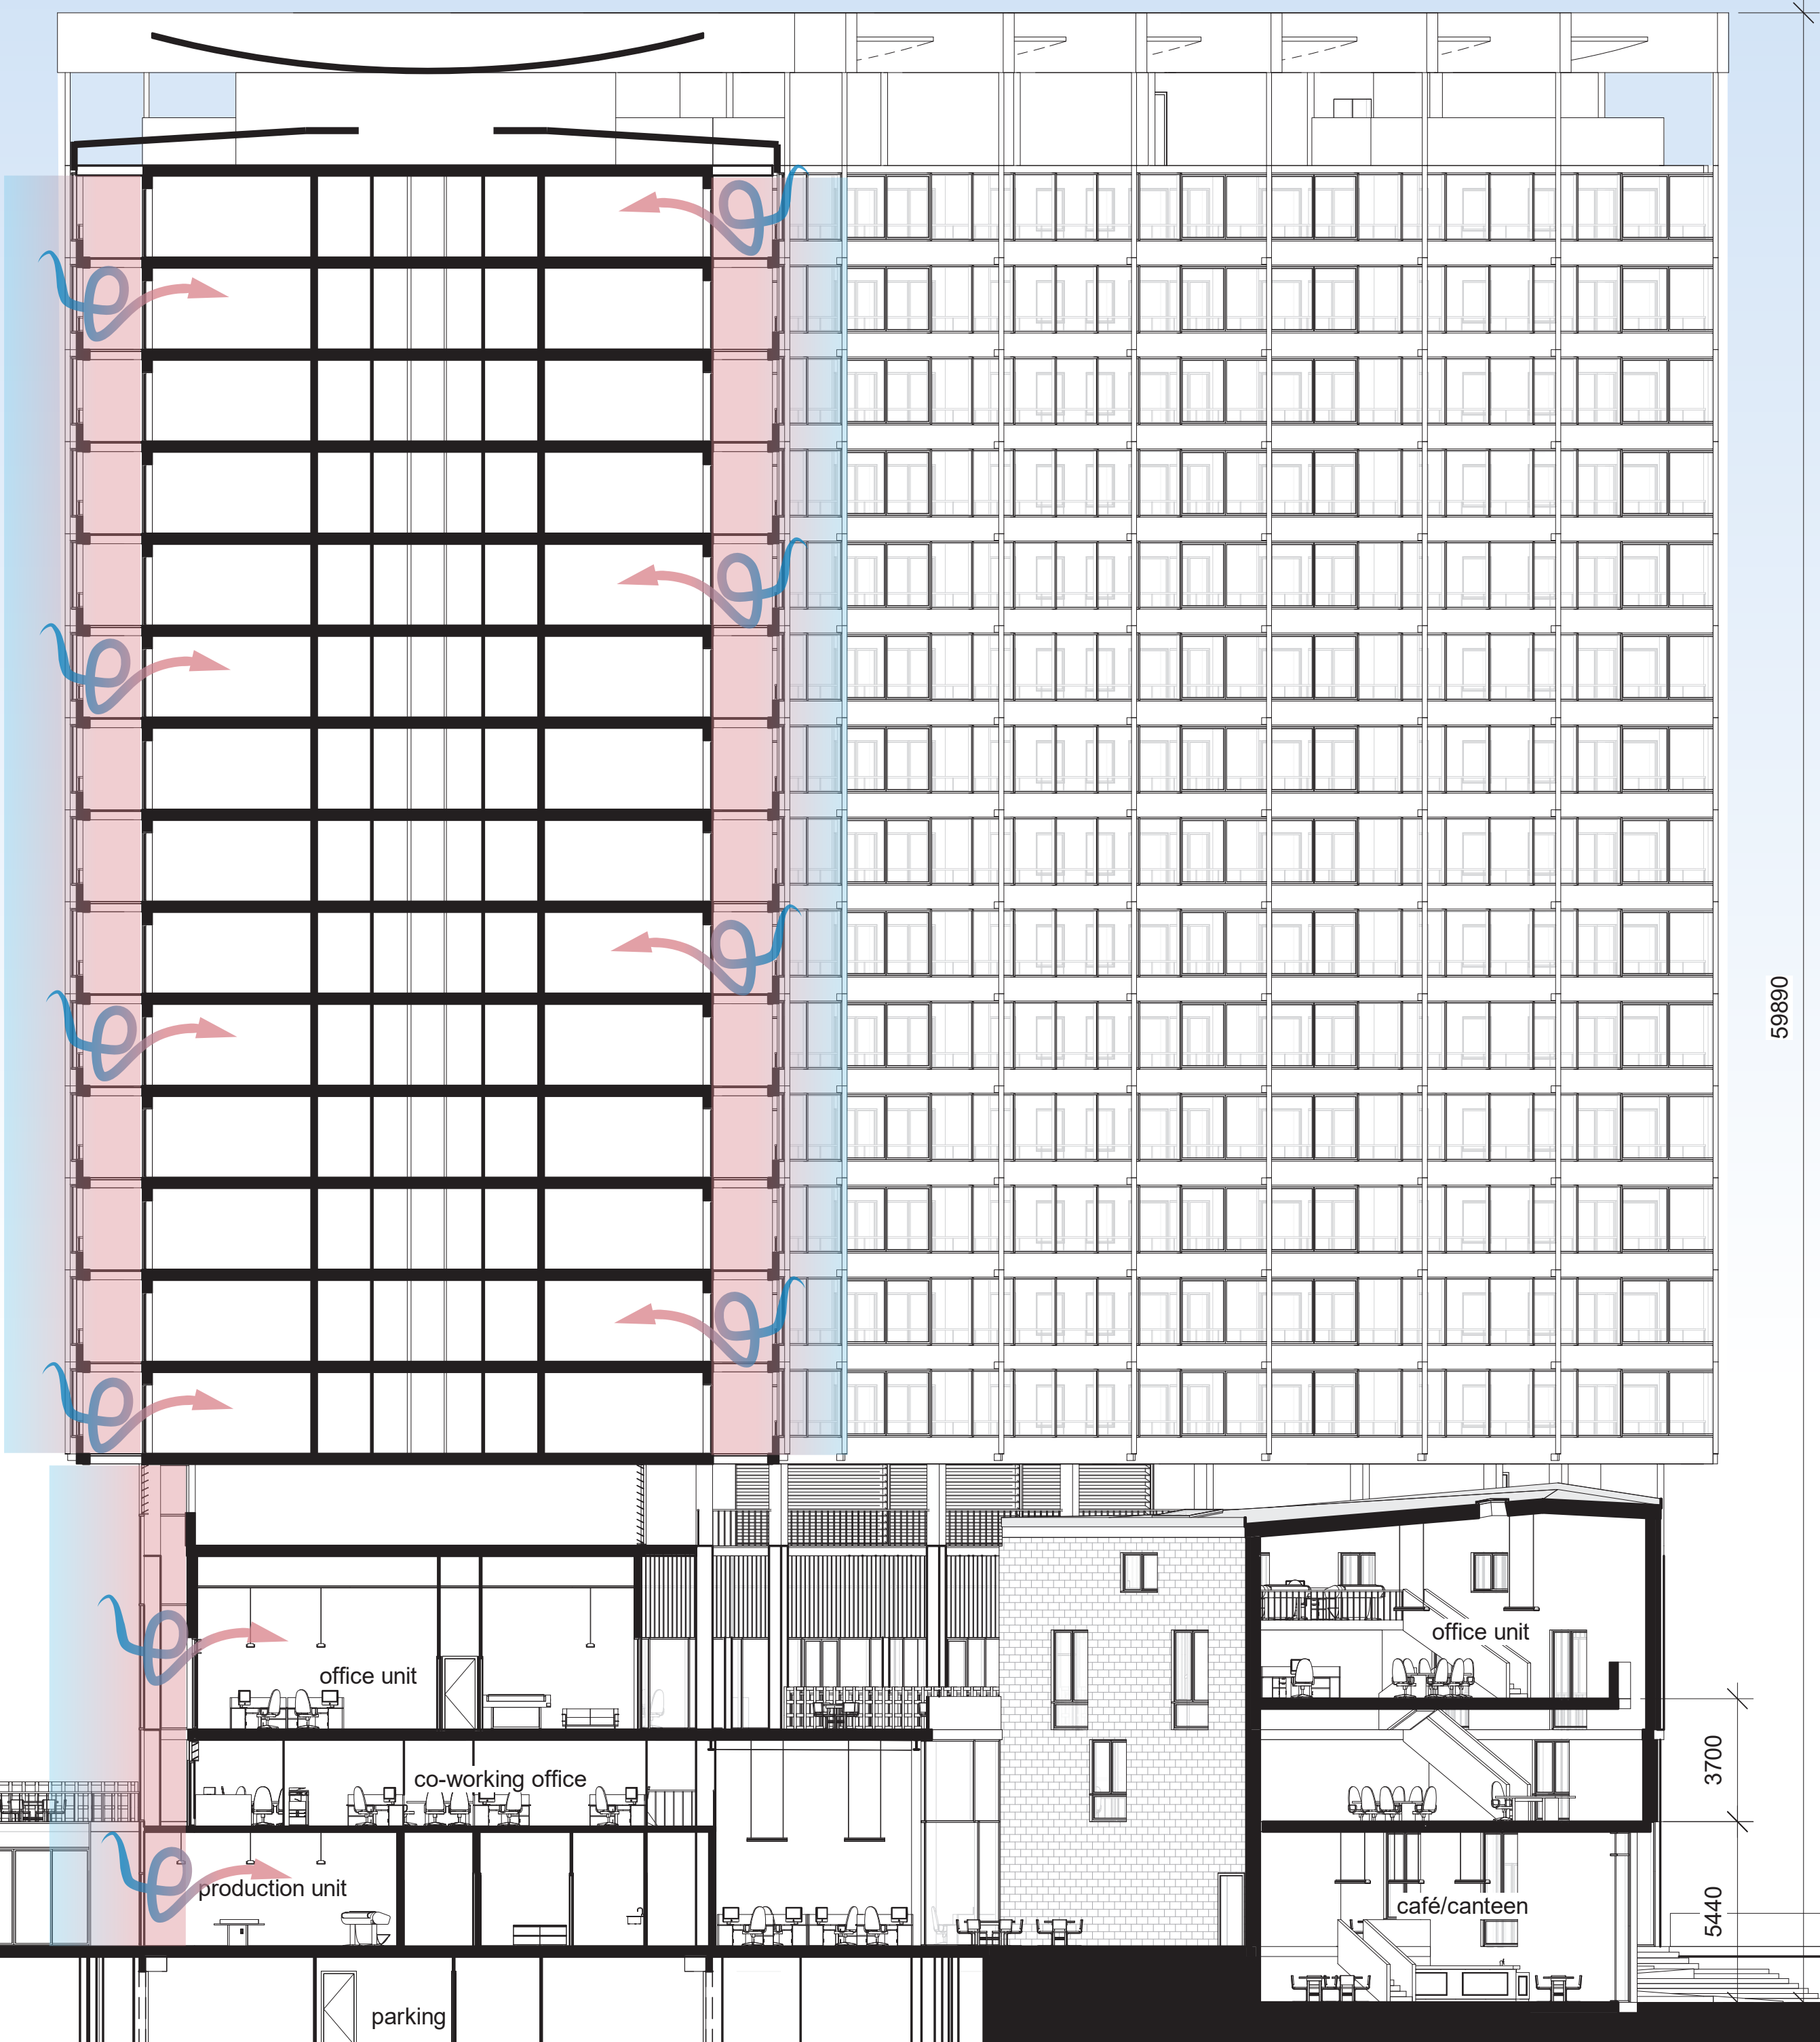 59890
office unit
office unit
3700
co-working office
production unit
café/canteen
5440
parking